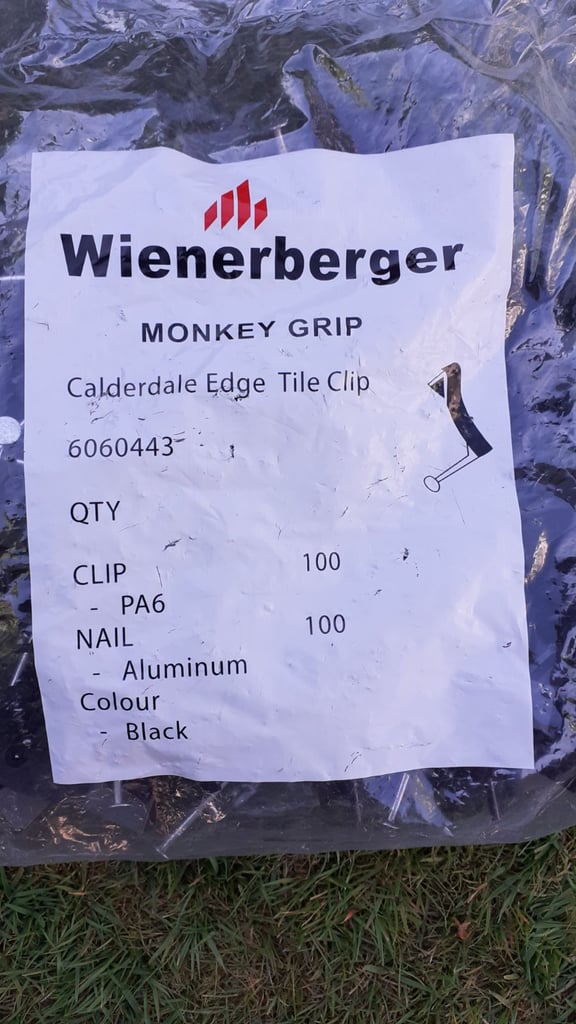 Wienerberger
MONKEY GRIP
Calderdale Edge Tile Clip
6060443
QTY
CLIP 100
- PA6
NAIL 100
- Aluminum
Colour
- Black